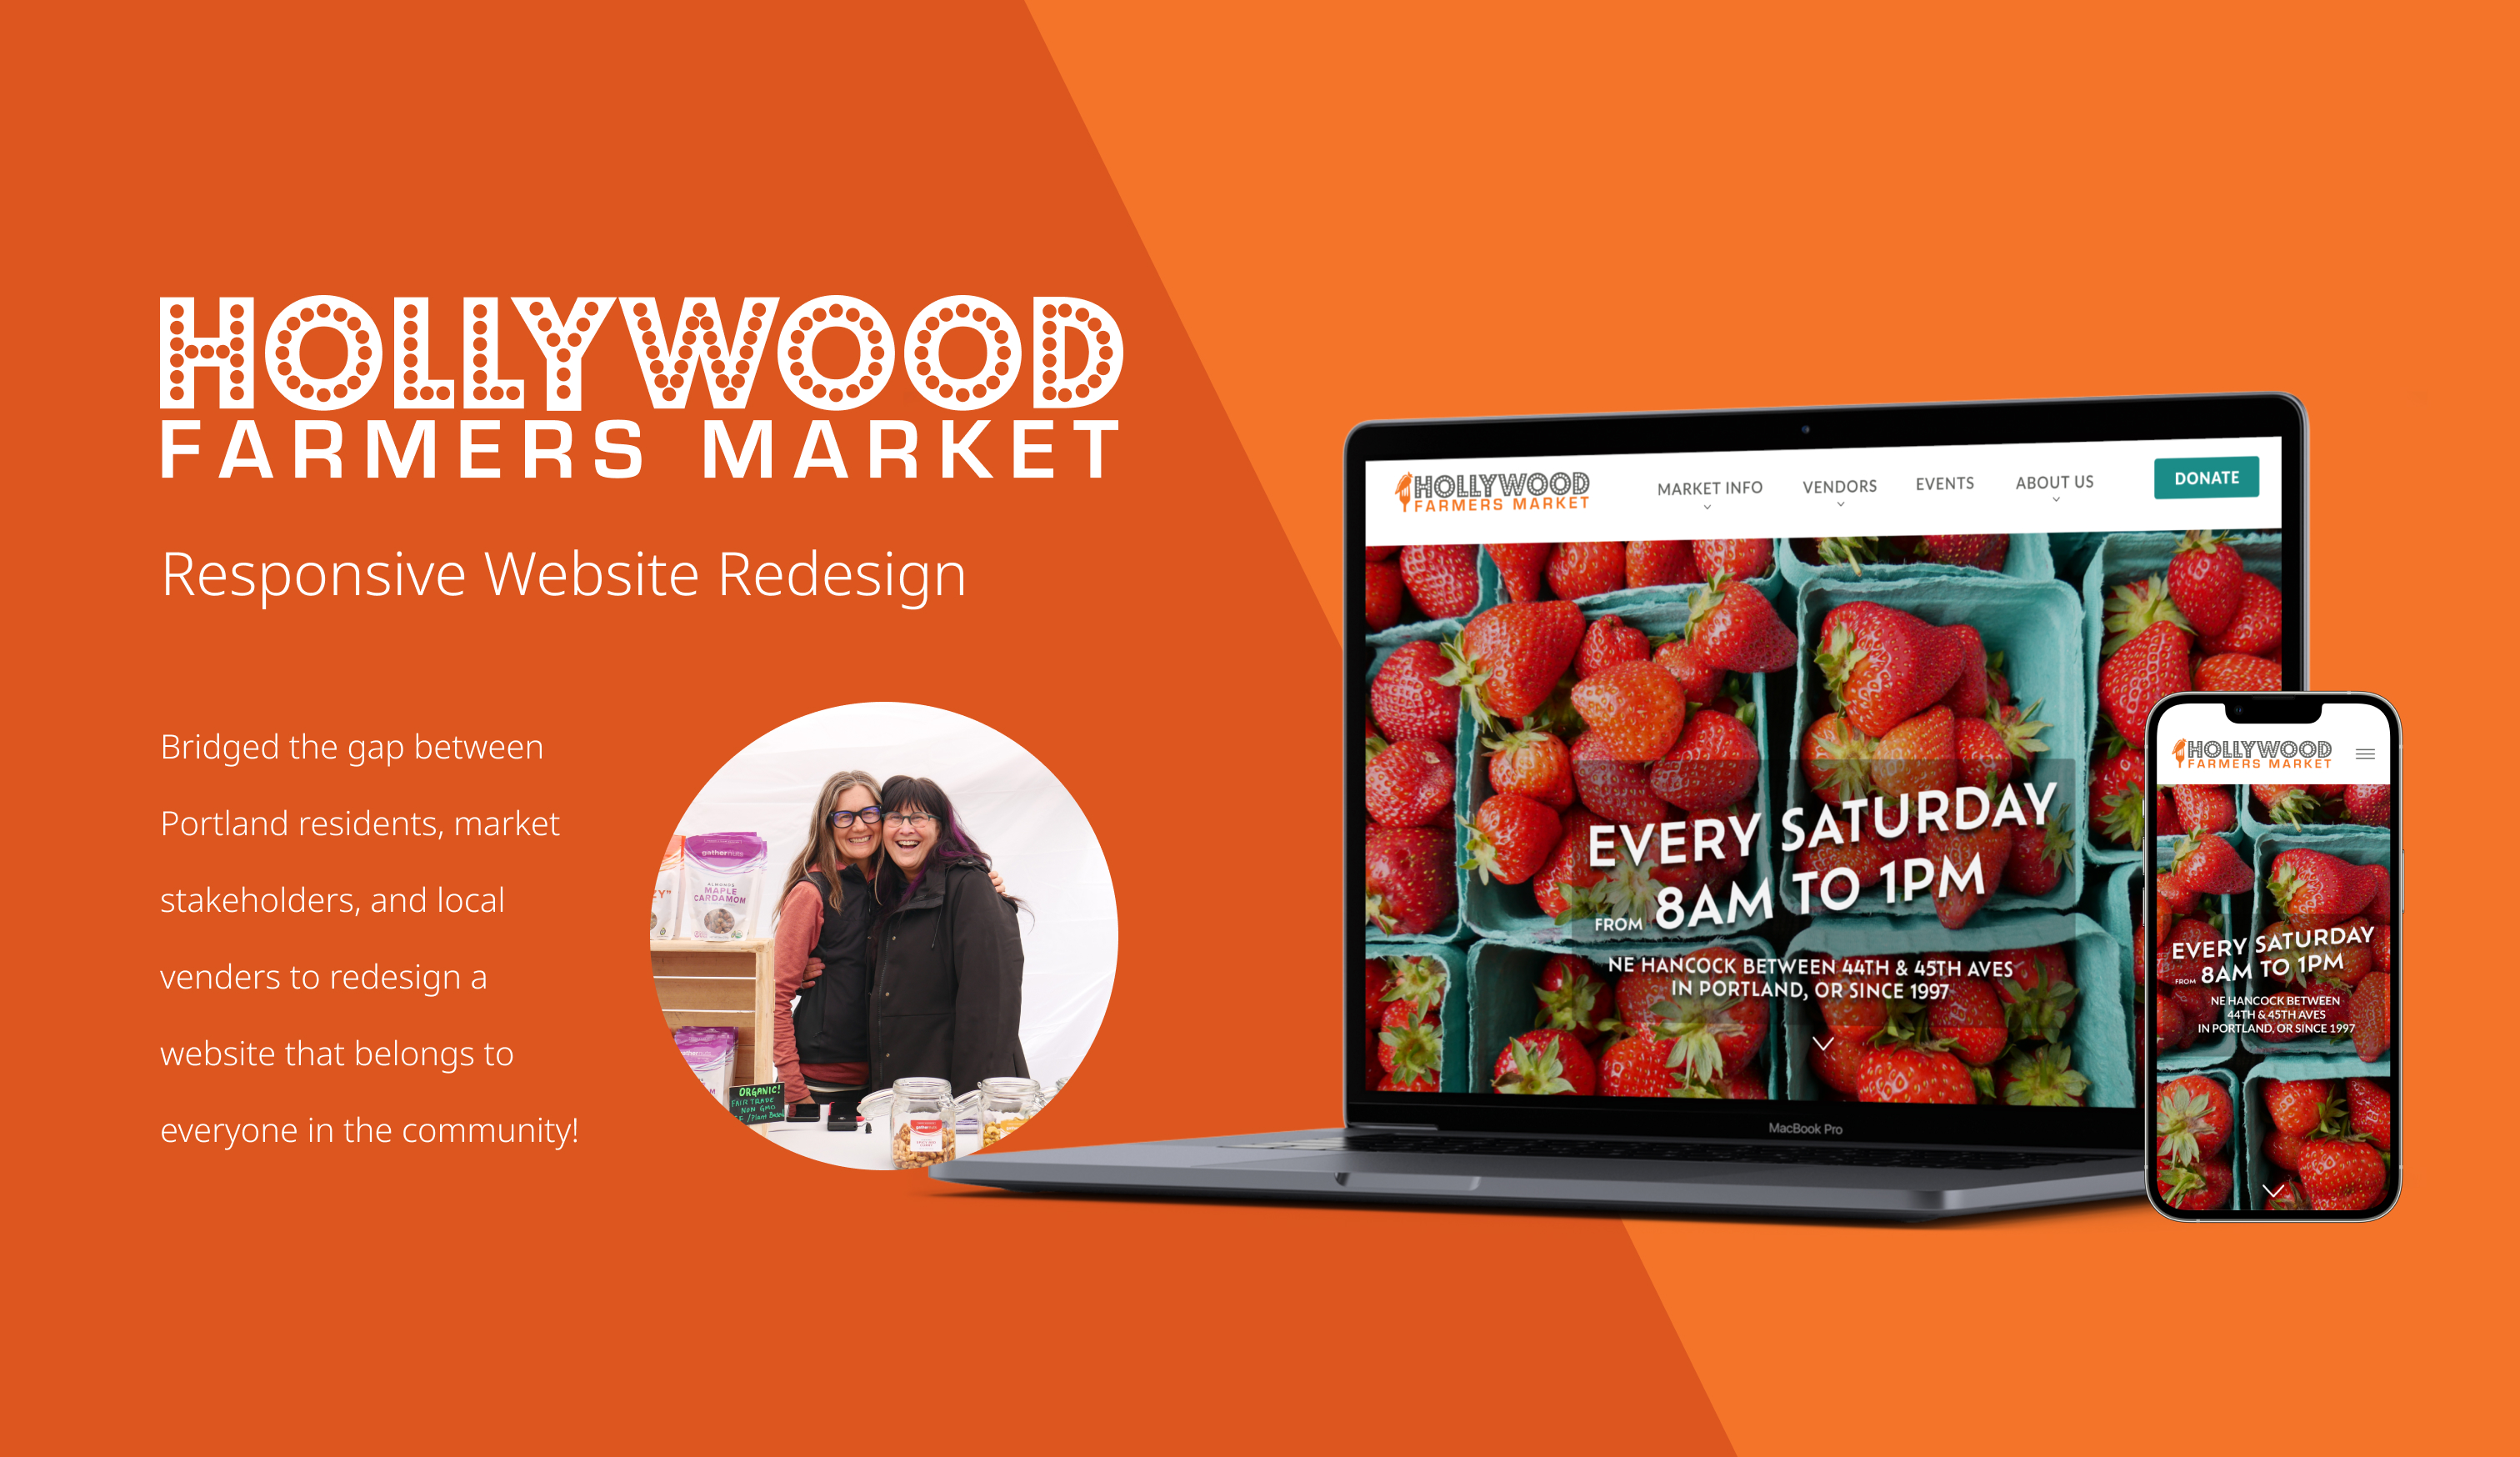 HOLLYWOOD
FARMERS MARKET
Responsive Website Redesign
Bridged the gap between
Portland residents, market
stakeholders, and local
venders to redesign a
website that belongs to
everyone in the community!
gathernuts
ALMONDS
MAPLE
CARDAMOM
ORGANIC!
FAIR TRADE
NON GMO
/Plant Based
HOLLYWOOD
FARMERS MARKET
MARKET INFO
VENDORS
EVENTS
ABOUT US
DONATE
EVERY SATURDAY
FROM 8AM TO 1PM
NE HANCOCK BETWEEN 44TH & 45TH AVES
IN PORTLAND, OR SINCE 1997
MacBook Pro
HOLLYWOOD
FARMERS MARKET
EVERY SATURDAY
FROM 8AM TO 1PM
NE HANCOCK BETWEEN
44TH & 45TH AVES
IN PORTLAND, OR SINCE 1997